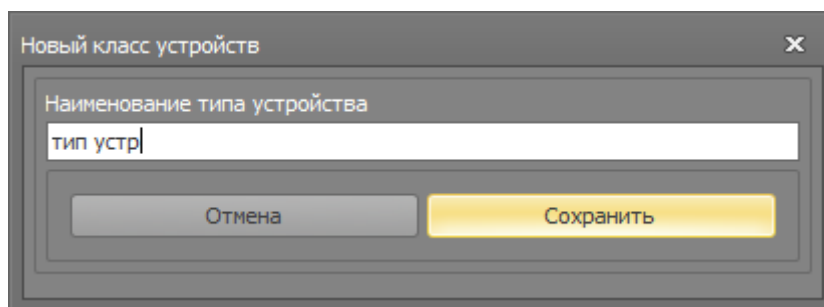 Новый класс устройств
Наименование типа устройства
тип устр
Отмена
Сохранить